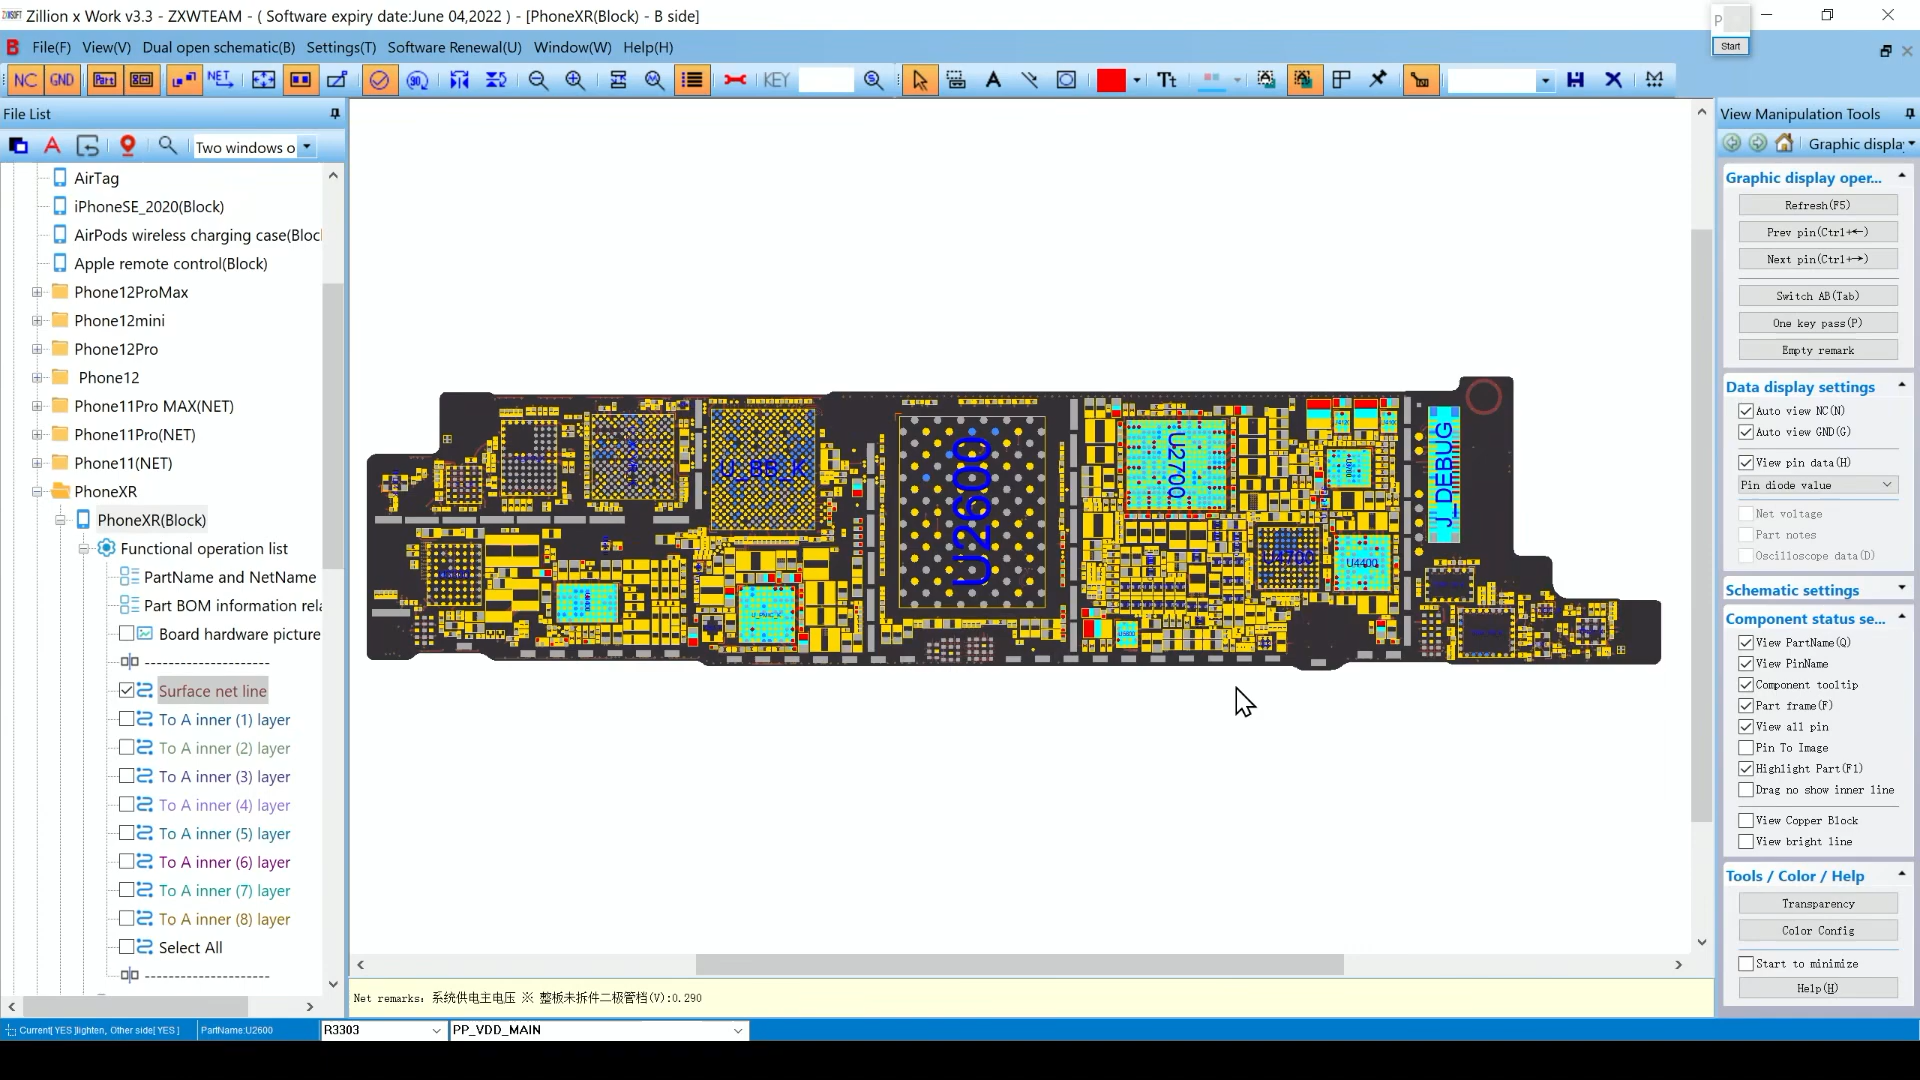 Zillion x Work v3.3 - ZXWTEAM - ( Software expiry date:June 04,2022 ) - [PhoneXR(Block) - B side]
P
Start
B File(F) View(V) Dual open schematic(B) Settings(T) Software Renewal(U) Window(W) Help(H)
NC GND Part NET KEY A Tt
File List
View Manipulation Tools
A Two windows o
Graphic displa
AirTag
iPhoneSE_2020(Block)
AirPods wireless charging case(Bloc
Apple remote control(Block)
Phone12ProMax
Phone12mini
Phone12Pro
Phone12
Phone11Pro MAX(NET)
Phone11Pro(NET)
Phone11(NET)
PhoneXR
PhoneXR(Block)
Functional operation list
PartName and NetName
Part BOM information rela
Board hardware picture
--------------------
Surface net line
To A inner (1) layer
To A inner (2) layer
To A inner (3) layer
To A inner (4) layer
To A inner (5) layer
To A inner (6) layer
To A inner (7) layer
To A inner (8) layer
Select All
--------------------
U_BB_K
U2600
U2700
J_DEBUG
U4700
U4400
Graphic display oper...
Refresh(F5)
Prev pin(Ctrl+←)
Next pin(Ctrl+→)
Switch AB(Tab)
One key pass(P)
Empty remark
Data display settings
Auto view NC(N)
Auto view GND(G)
View pin data(H)
Pin diode value
Net voltage
Part notes
Oscilloscope data(D)
Schematic settings
Component status se...
View PartName(Q)
View PinName
Component tooltip
Part frame(F)
View all pin
Pin To Image
Highlight Part(F1)
Drag no show inner line
View Copper Block
View bright line
Tools / Color / Help
Transparency
Color Config
Start to minimize
Help(H)
Net remarks: 系统供电主电压 ※ 整板未拆件二极管档(V):0.290
Current[ YES ]lighten, Other side[ YES ] PartName:U2600 R3303 PP_VDD_MAIN